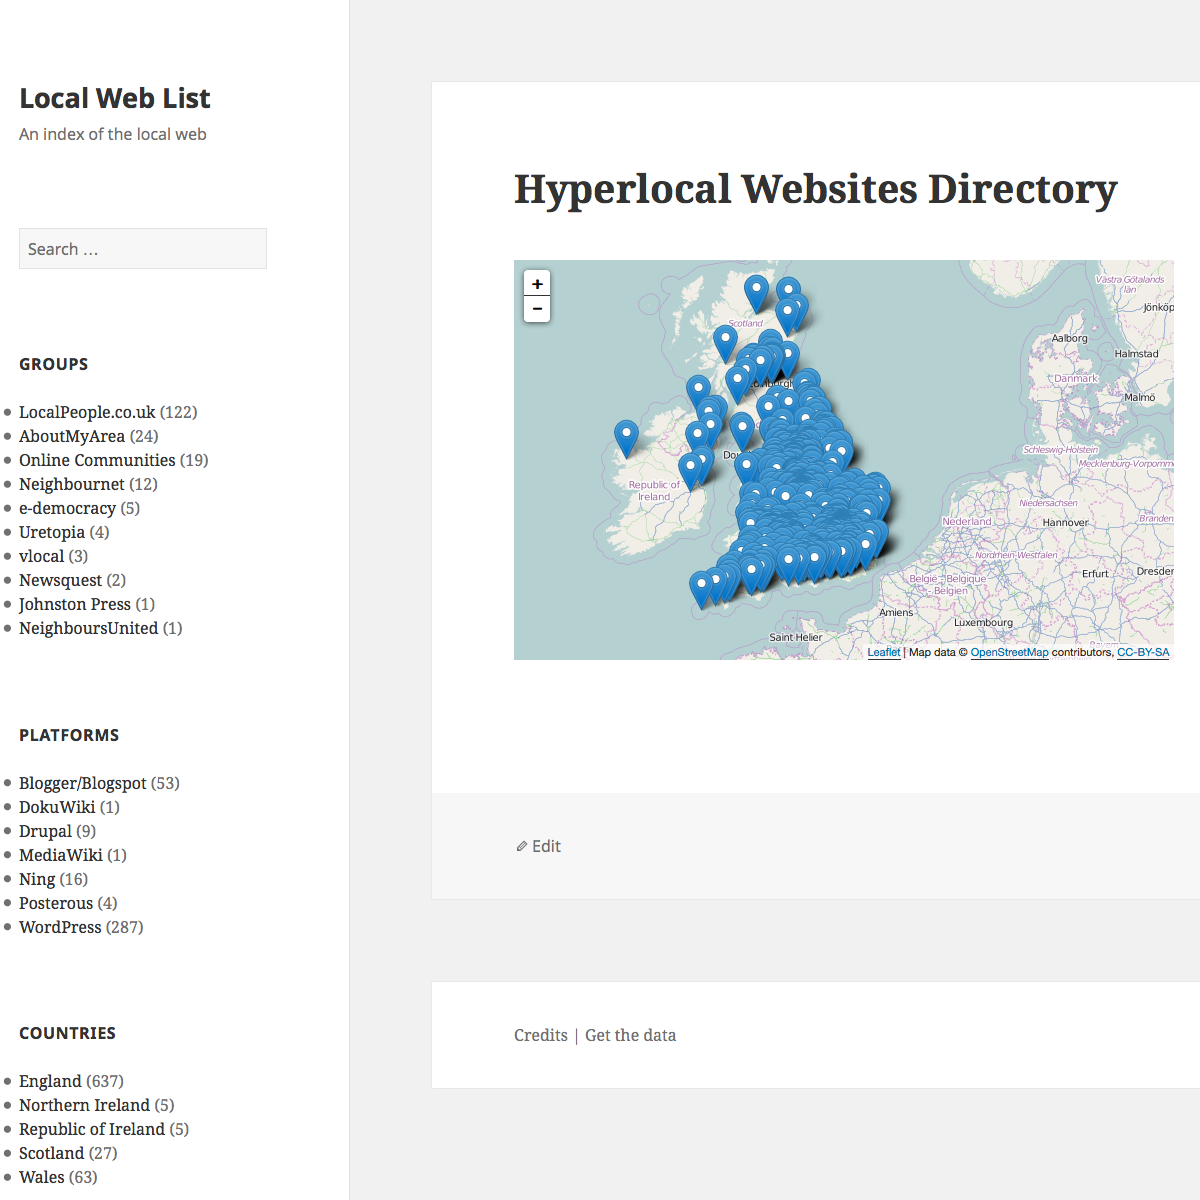 Local Web List
An index of the local web
Search …
GROUPS
LocalPeople.co.uk (122)
AboutMyArea (24)
Online Communities (19)
Neighbournet (12)
e-democracy (5)
Uretopia (4)
vlocal (3)
Newsquest (2)
Johnston Press (1)
NeighboursUnited (1)
PLATFORMS
Blogger/Blogspot (53)
DokuWiki (1)
Drupal (9)
MediaWiki (1)
Ning (16)
Posterous (4)
WordPress (287)
COUNTRIES
England (637)
Northern Ireland (5)
Republic of Ireland (5)
Scotland (27)
Wales (63)
Hyperlocal Websites Directory
+
−
Scotland
Västra Götalands
län
Jönköp
Aalborg
Halmstad
Danmark
Malmö
Schleswig-Holstein
Mecklenburg-Vorpomm
Republic of
Ireland
Niedersachsen
Nederland
Hannover
Branden
Nordrhein-Westfalen
België - Belgique
- Belgien
Erfurt
Dresden
Amiens
Luxembourg
Saint Helier
Leaflet | Map data © OpenStreetMap contributors, CC-BY-SA
Edit
Credits | Get the data